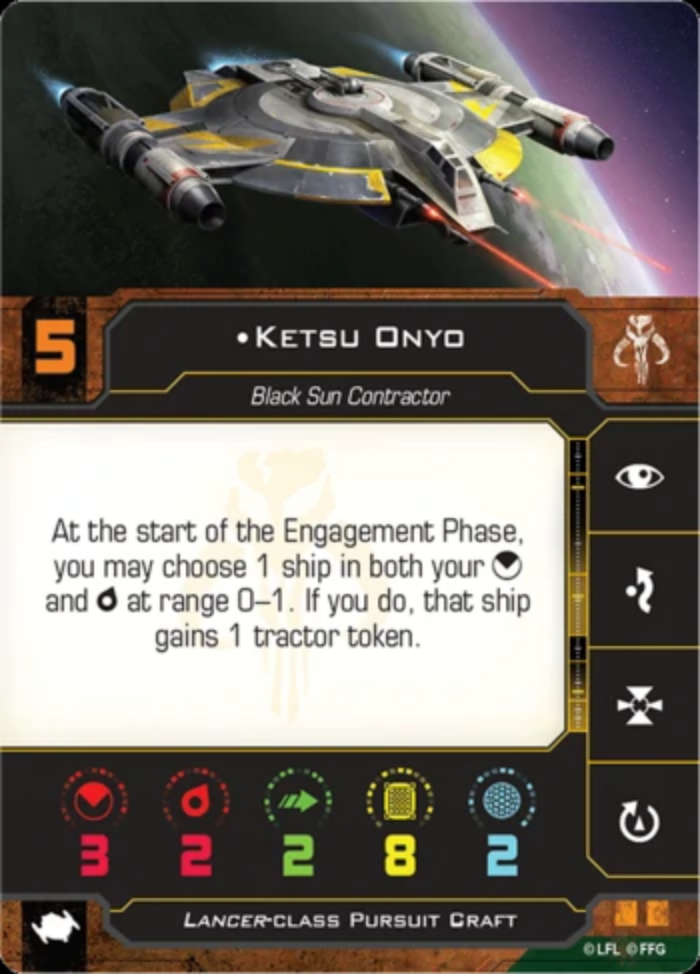 5
•Ketsu Onyo
Black Sun Contractor
At the start of the Engagement Phase,
you may choose 1 ship in both your
and at range 0–1. If you do, that ship
gains 1 tractor token.
3 2 2 8 2
Lancer-class Pursuit Craft
©LFL ©FFG